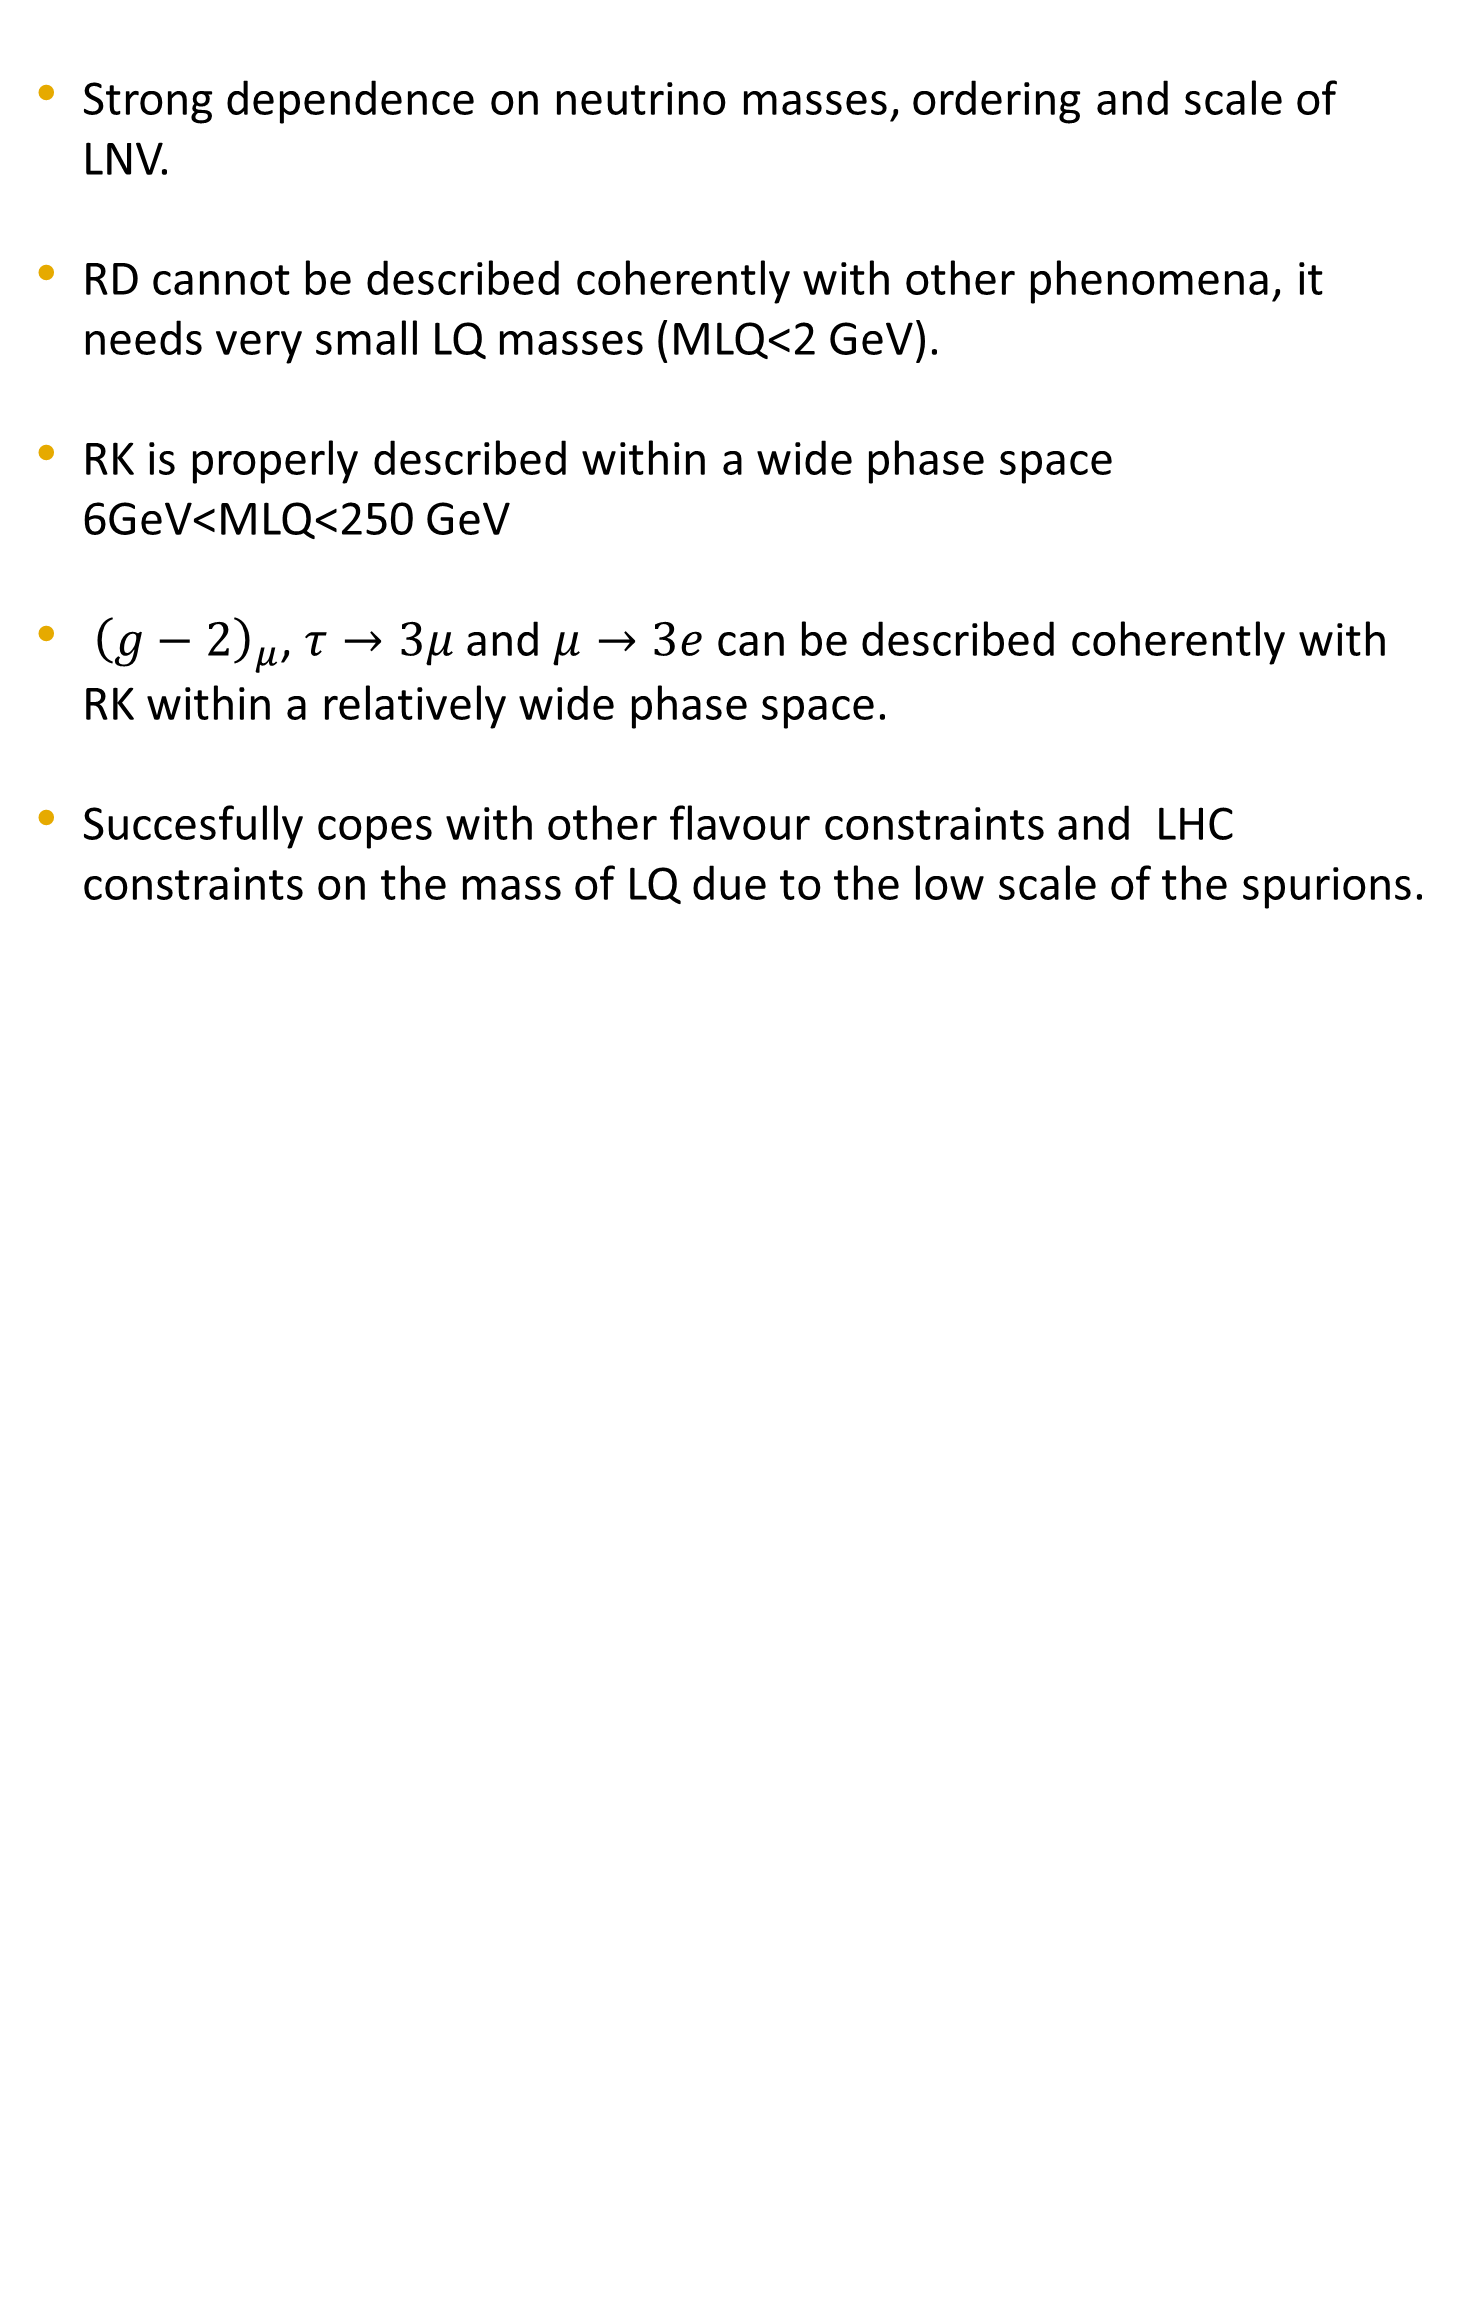 • Strong dependence on neutrino masses, ordering and scale of
LNV.
• RD cannot be described coherently with other phenomena, it
needs very small LQ masses (MLQ<2 GeV).
• RK is properly described within a wide phase space
6GeV<MLQ<250 GeV
• (g − 2)μ, τ → 3μ and μ → 3e can be described coherently with
RK within a relatively wide phase space.
• Succesfully copes with other flavour constraints and  LHC
constraints on the mass of LQ due to the low scale of the spurions.